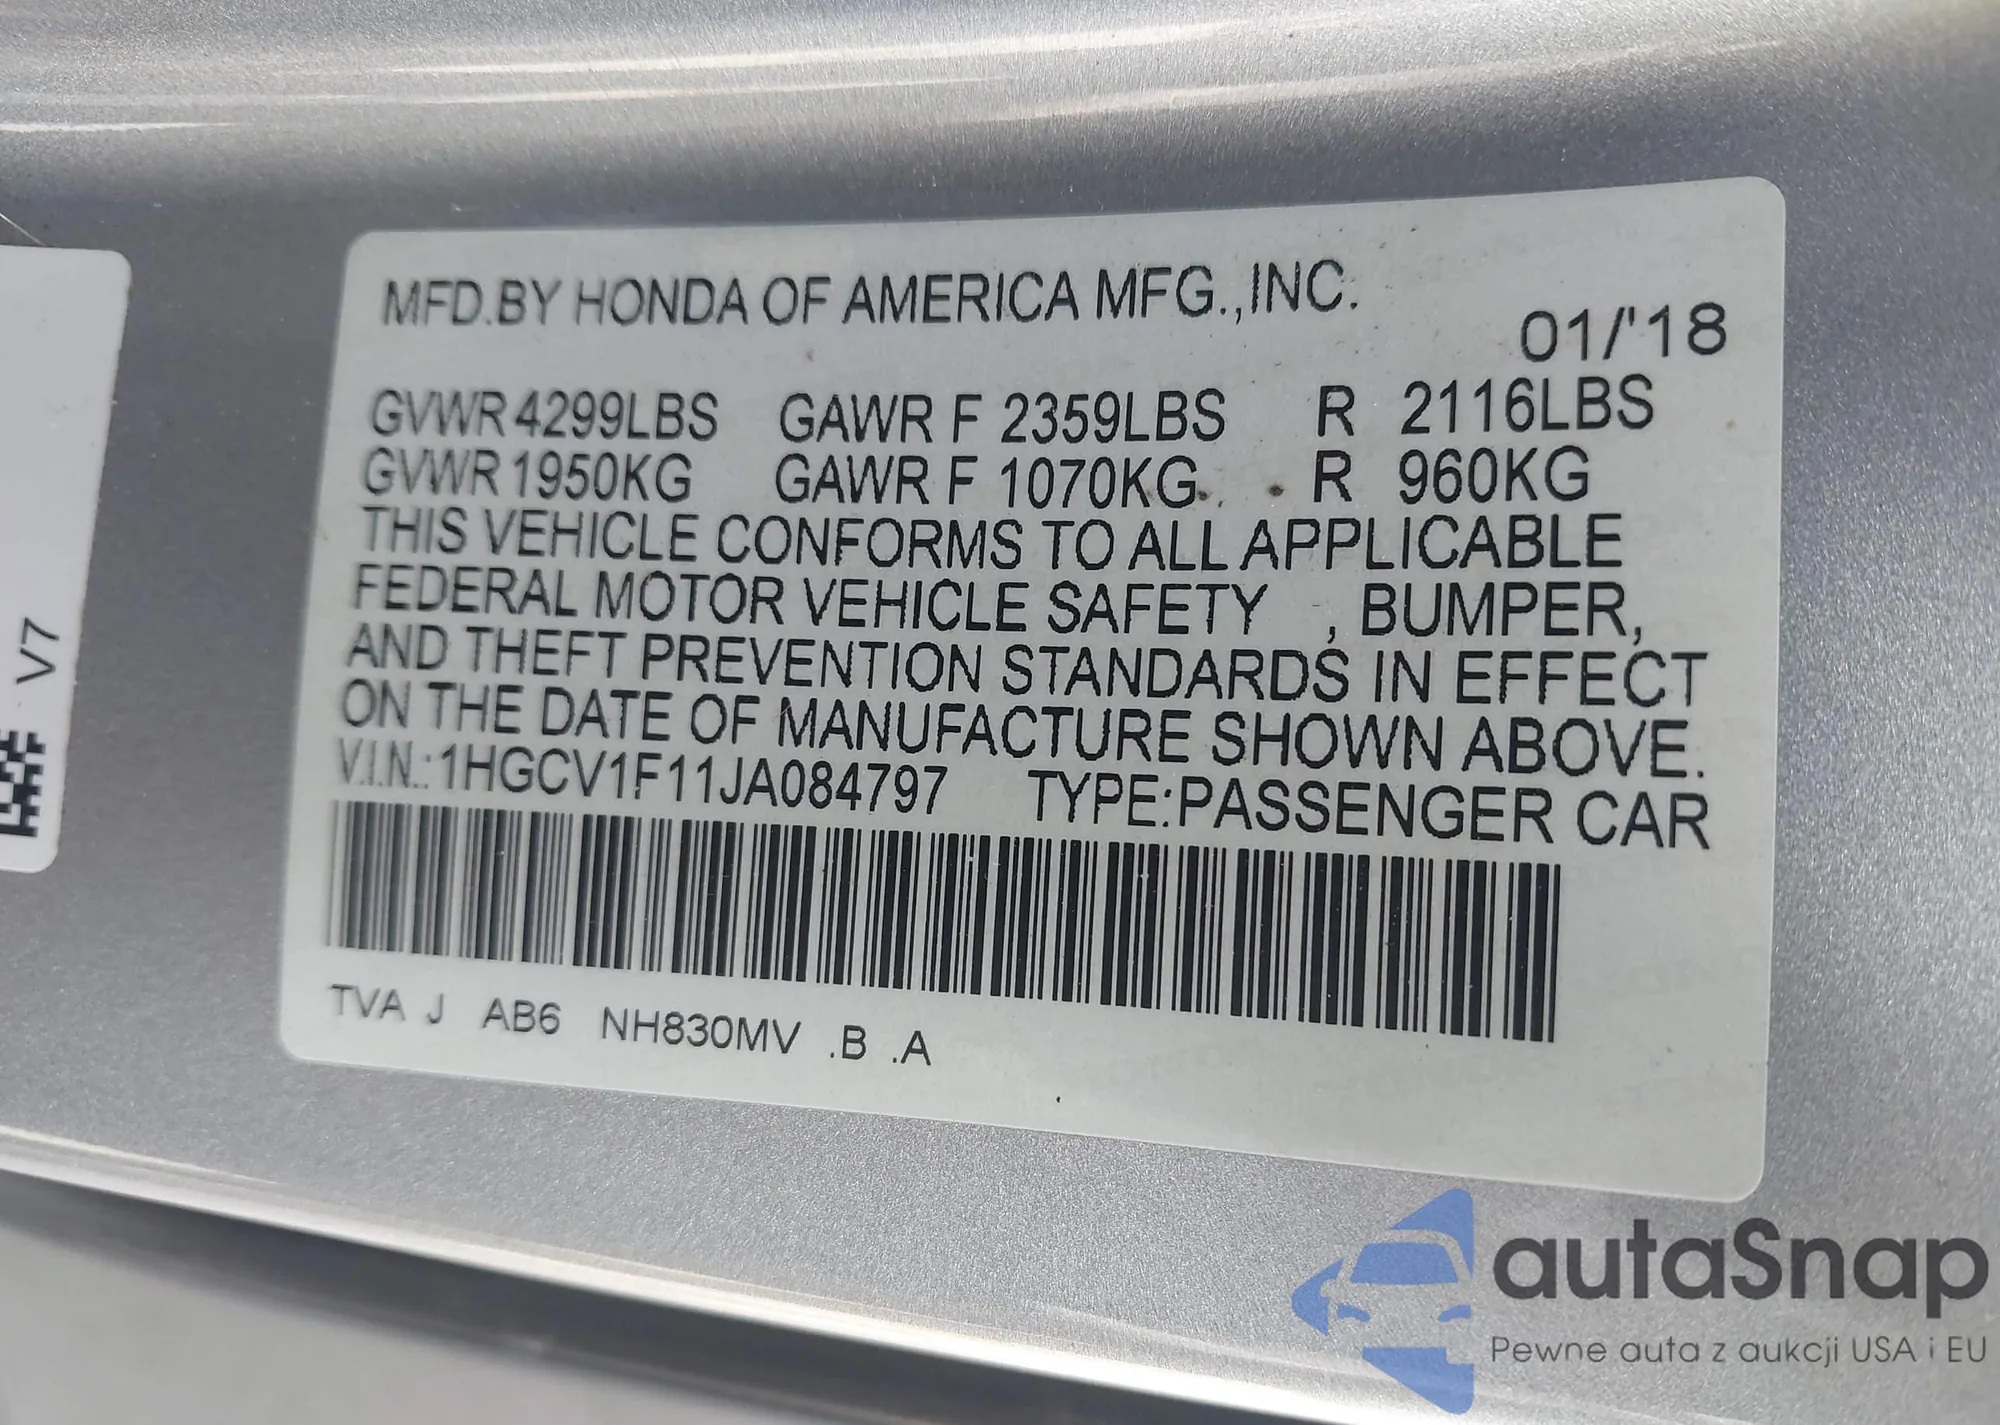 MFD.BY HONDA OF AMERICA MFG.,INC.
01/'18
GVWR 4299LBS GAWR F 2359LBS R 2116LBS
GVWR 1950KG GAWR F 1070KG R 960KG
THIS VEHICLE CONFORMS TO ALL APPLICABLE
FEDERAL MOTOR VEHICLE SAFETY , BUMPER,
AND THEFT PREVENTION STANDARDS IN EFFECT
ON THE DATE OF MANUFACTURE SHOWN ABOVE.
V.I.N.:1HGCV1F11JA084797 TYPE:PASSENGER CAR
TVA J AB6 NH830MV .B .A
V7
autaSnap
Pewne auta z aukcji USA i EU